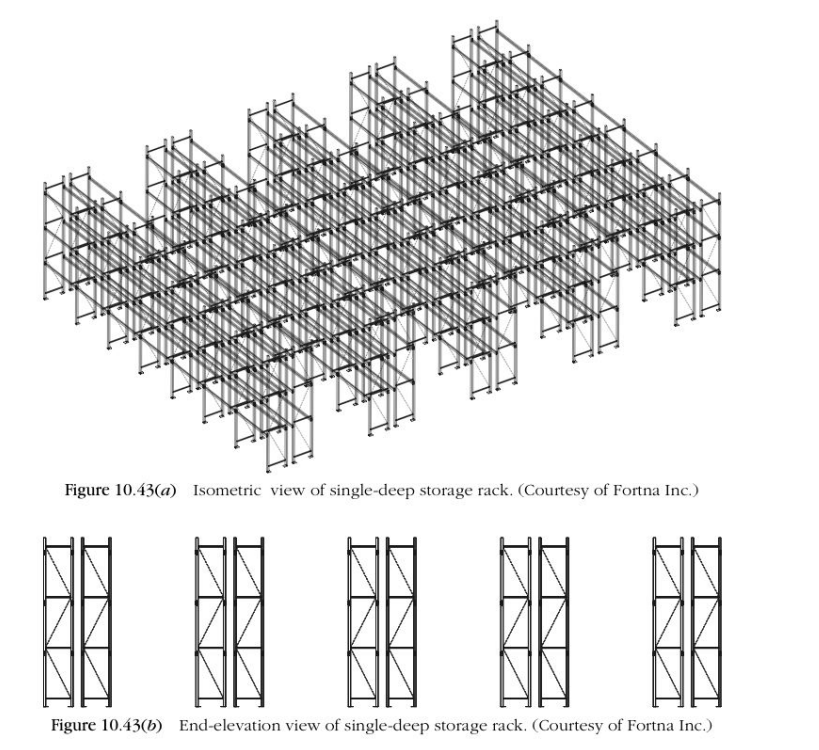 Figure 10.43(a) Isometric view of single-deep storage rack. (Courtesy of Fortna Inc.)
Figure 10.43(b) End-elevation view of single-deep storage rack. (Courtesy of Fortna Inc.)